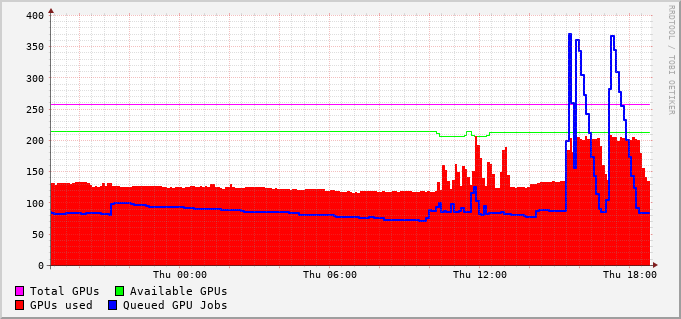 400
350
300
250
200
150
100
50
0
Thu 00:00 Thu 06:00 Thu 12:00 Thu 18:00
Total GPUs Available GPUs
GPUs used Queued GPU Jobs
RRDTOOL / TOBI OETIKER